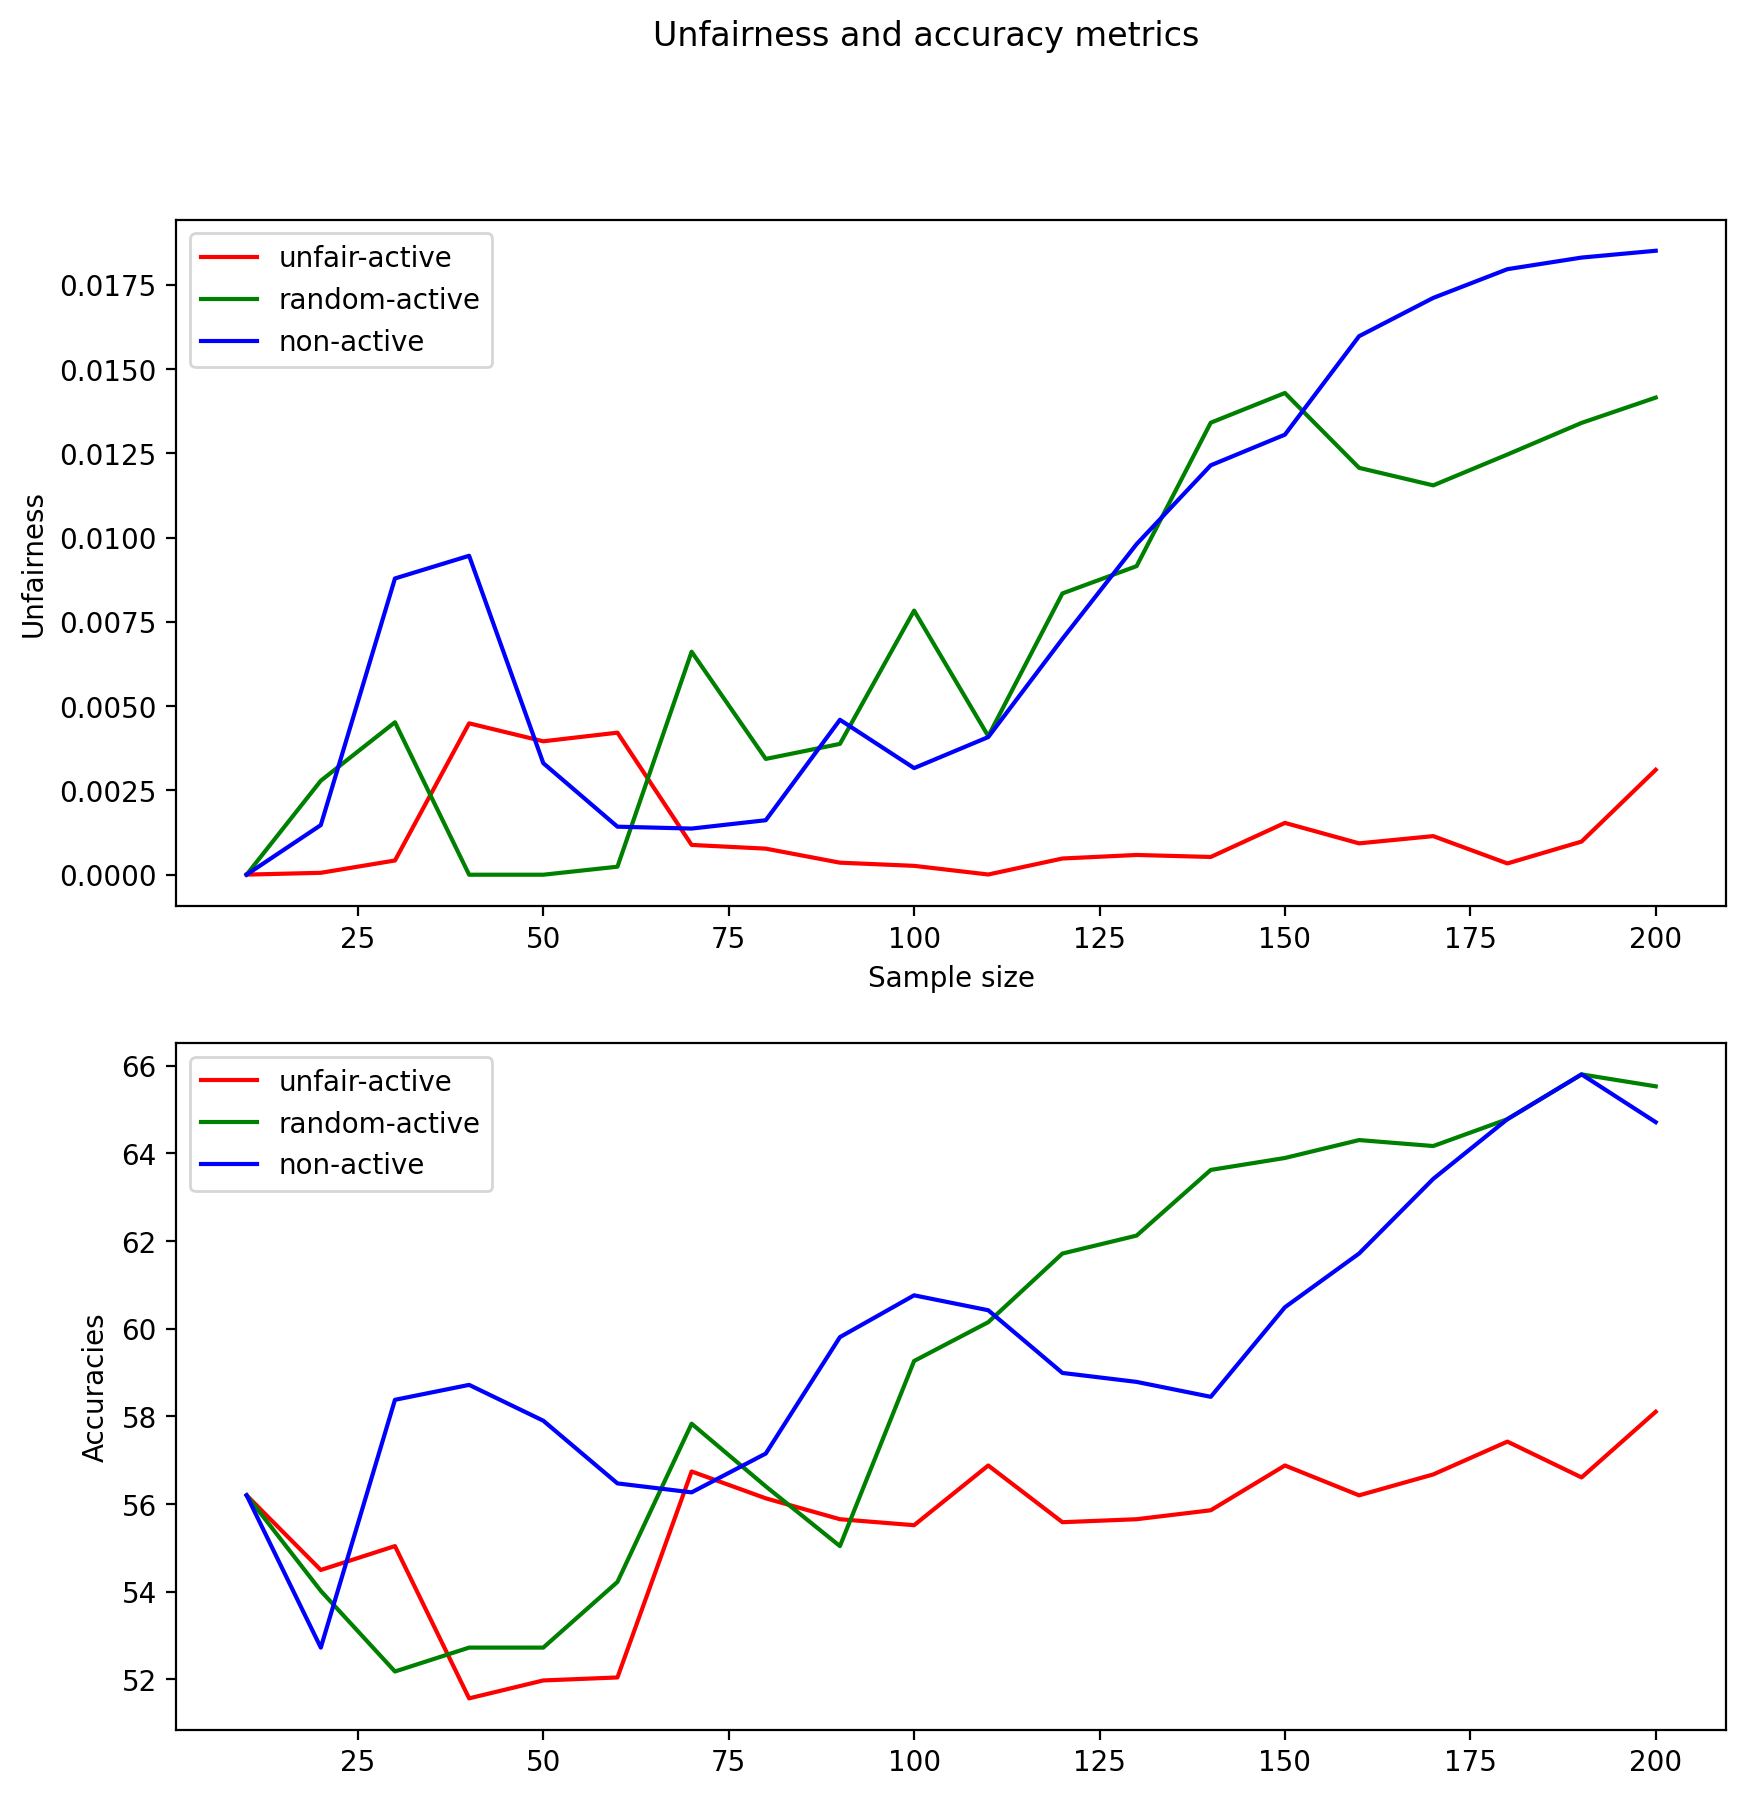 Unfairness and accuracy metrics
unfair-active
random-active
non-active
0.0175
0.0150
0.0125
0.0100
0.0075
0.0050
0.0025
0.0000
Unfairness
25 50 75 100 125 150 175 200
Sample size
unfair-active
random-active
non-active
66
64
62
60
58
56
54
52
Accuracies
25 50 75 100 125 150 175 200